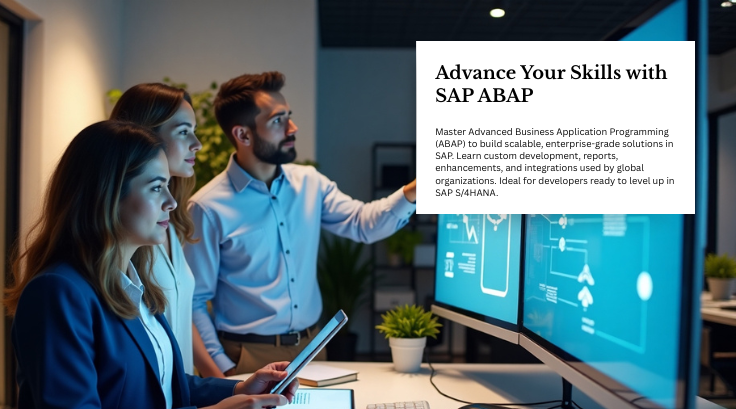 Advance Your Skills with
SAP ABAP
Master Advanced Business Application Programming
(ABAP) to build scalable, enterprise-grade solutions in
SAP. Learn custom development, reports,
enhancements, and integrations used by global
organizations. Ideal for developers ready to level up in
SAP S/4HANA.